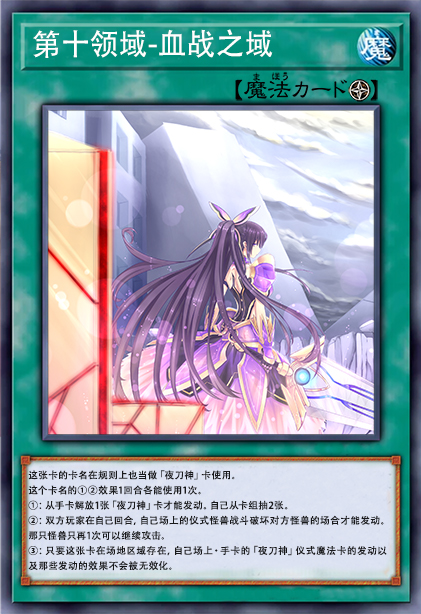 第十领域-血战之域
魔
【魔法カード】
まほう
这张卡的卡名在规则上也当做「夜刀神」卡使用。
这个卡名的①②效果1回合各能使用1次。
①：从手卡解放1张「夜刀神」卡才能发动。自己从卡组抽2张。
②：双方玩家在自己回合，自己场上的仪式怪兽战斗破坏对方怪兽的场合才能发动。
那只怪兽只再1次可以继续攻击。
③：只要这张卡在场地区域存在，自己场上・手卡的「夜刀神」仪式魔法卡的发动以
及那些发动的效果不会被无效化。